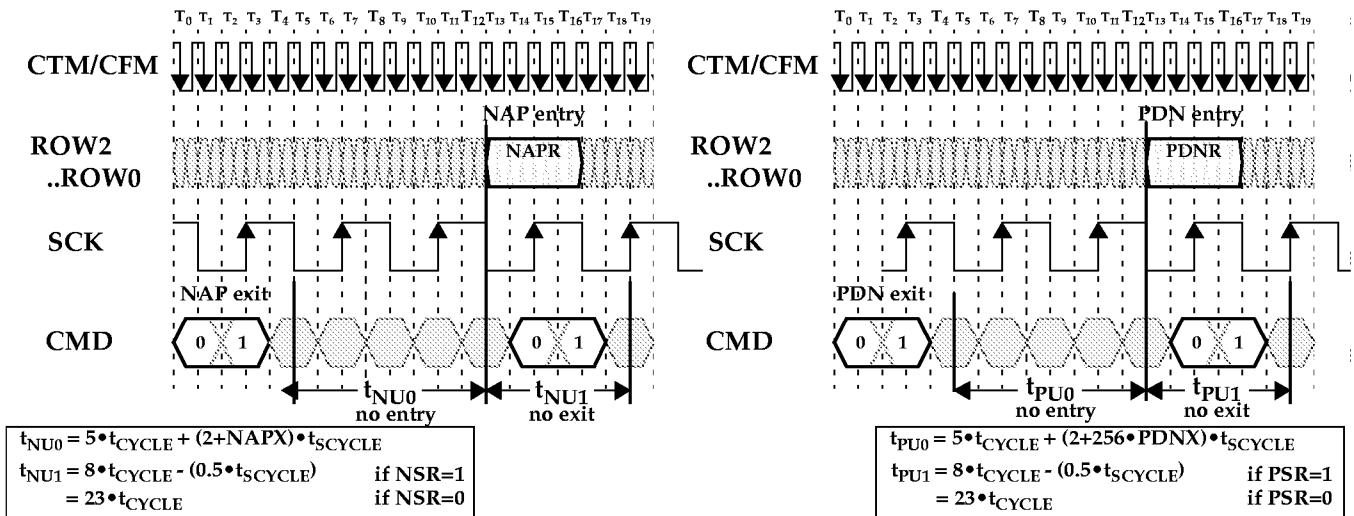 T0 T1 T2 T3 T4 T5 T6 T7 T8 T9 T10 T11 T12 T13 T14 T15 T16 T17 T18 T19
CTM/CFM
NAP entry
ROW2
..ROW0
NAPR
SCK
NAP exit
CMD
0 1
0 1
tNU0
no entry
tNU1
no exit
tNU0 = 5•tCYCLE + (2+NAPX)•tSCYCLE
tNU1 = 8•tCYCLE - (0.5•tSCYCLE) if NSR=1
= 23•tCYCLE if NSR=0
T0 T1 T2 T3 T4 T5 T6 T7 T8 T9 T10 T11 T12 T13 T14 T15 T16 T17 T18 T19
CTM/CFM
PDN entry
ROW2
..ROW0
PDNR
SCK
PDN exit
CMD
0 1
0 1
tPU0
no entry
tPU1
no exit
tPU0 = 5•tCYCLE + (2+256•PDNX)•tSCYCLE
tPU1 = 8•tCYCLE - (0.5•tSCYCLE) if PSR=1
= 23•tCYCLE if PSR=0